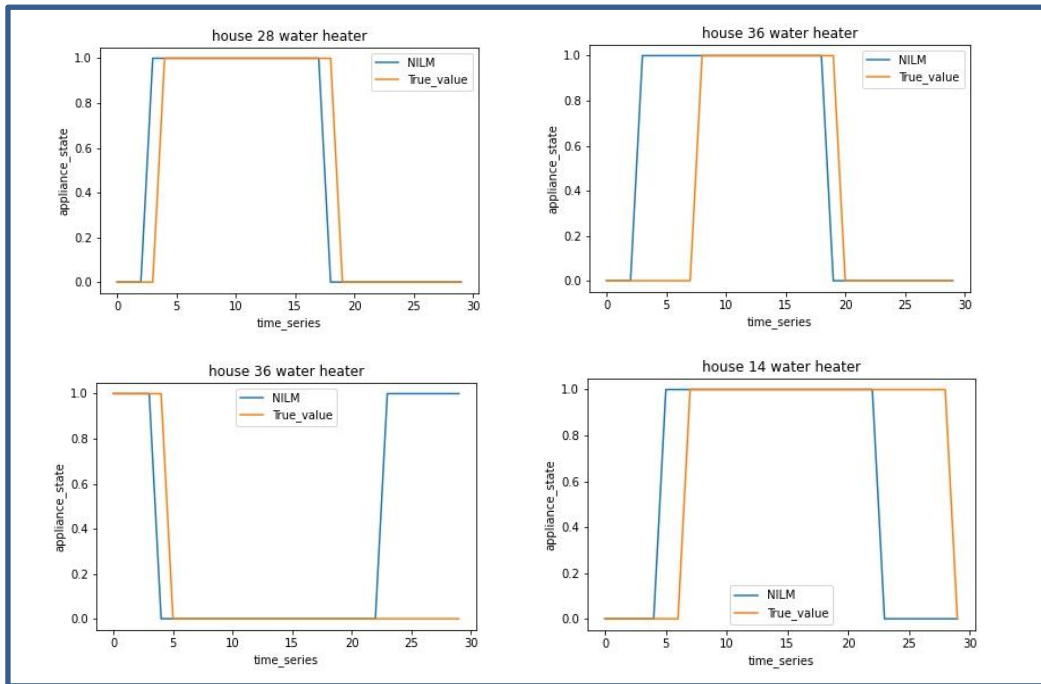 house 28 water heater
NILM
True_value
1.0
0.8
0.6
0.4
0.2
0.0
appliance_state
0 5 10 15 20 25 30
time_series
house 36 water heater
NILM
True_value
1.0
0.8
0.6
0.4
0.2
0.0
appliance_state
0 5 10 15 20 25 30
time_series
house 36 water heater
NILM
True_value
1.0
0.8
0.6
0.4
0.2
0.0
appliance_state
0 5 10 15 20 25 30
time_series
house 14 water heater
1.0
0.8
0.6
0.4
0.2
0.0
appliance_state
NILM
True_value
0 5 10 15 20 25 30
time_series